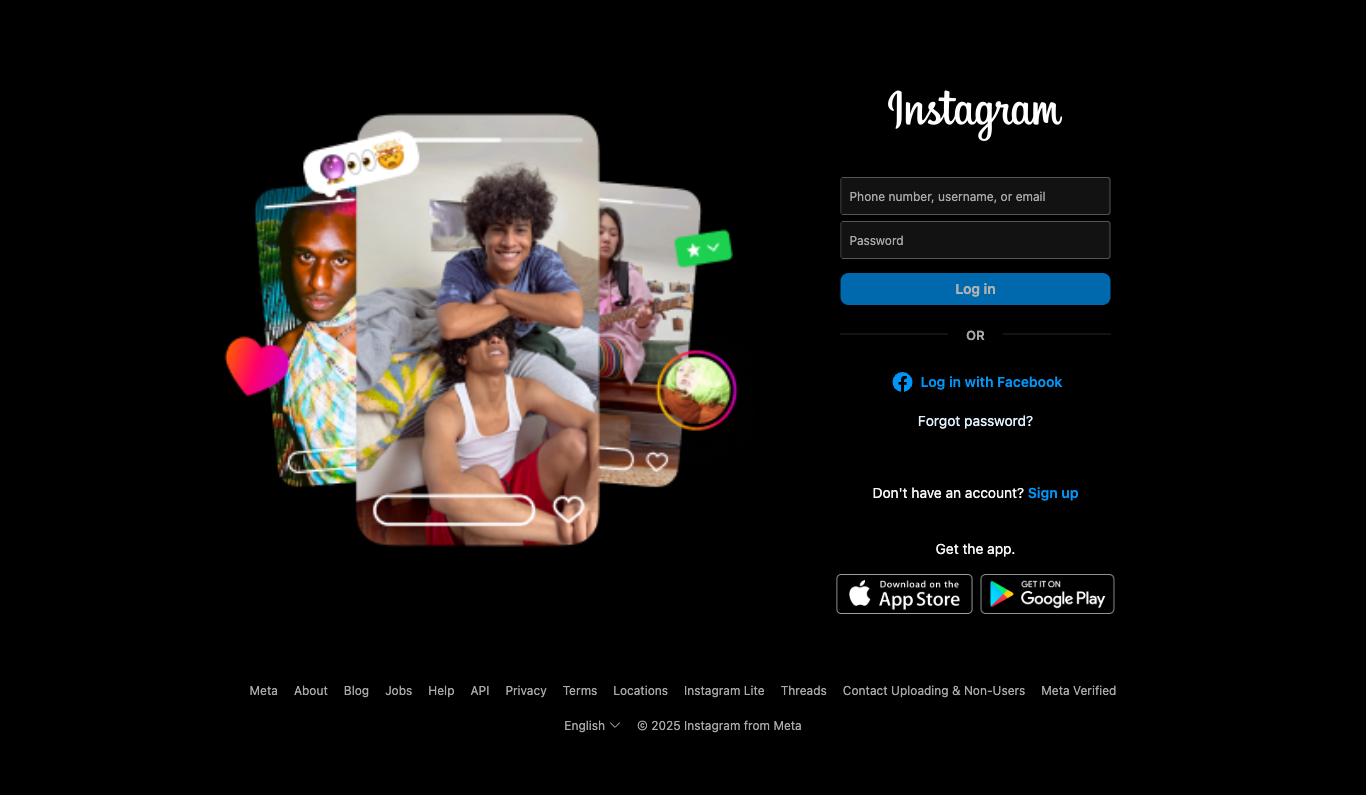 Instagram
Phone number, username, or email
Password
Log in
OR
Log in with Facebook
Forgot password?
Don't have an account? Sign up
Get the app.
Download on the
App Store
GET IT ON
Google Play
Meta About Blog Jobs Help API Privacy Terms Locations Instagram Lite Threads Contact Uploading & Non-Users Meta Verified
English © 2025 Instagram from Meta